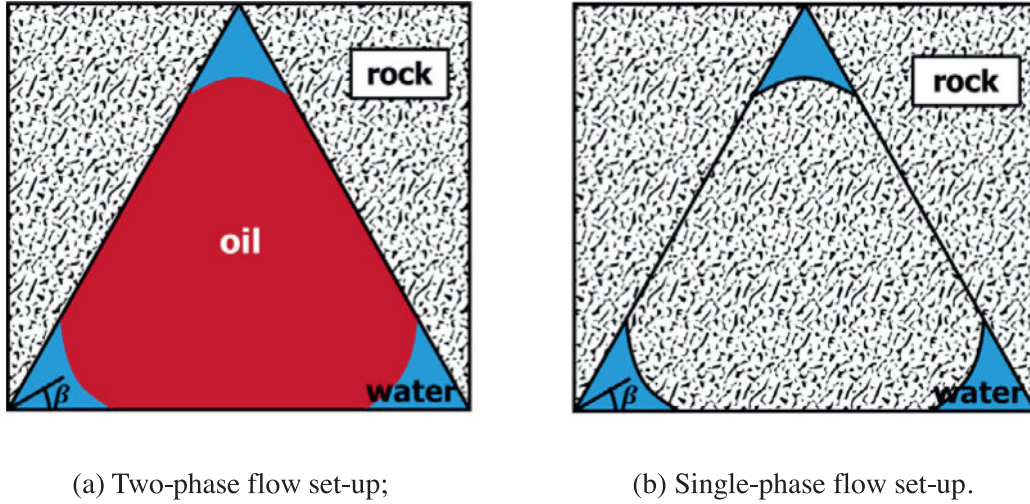 rock
oil
β
water
rock
β
water
(a) Two-phase flow set-up;
(b) Single-phase flow set-up.